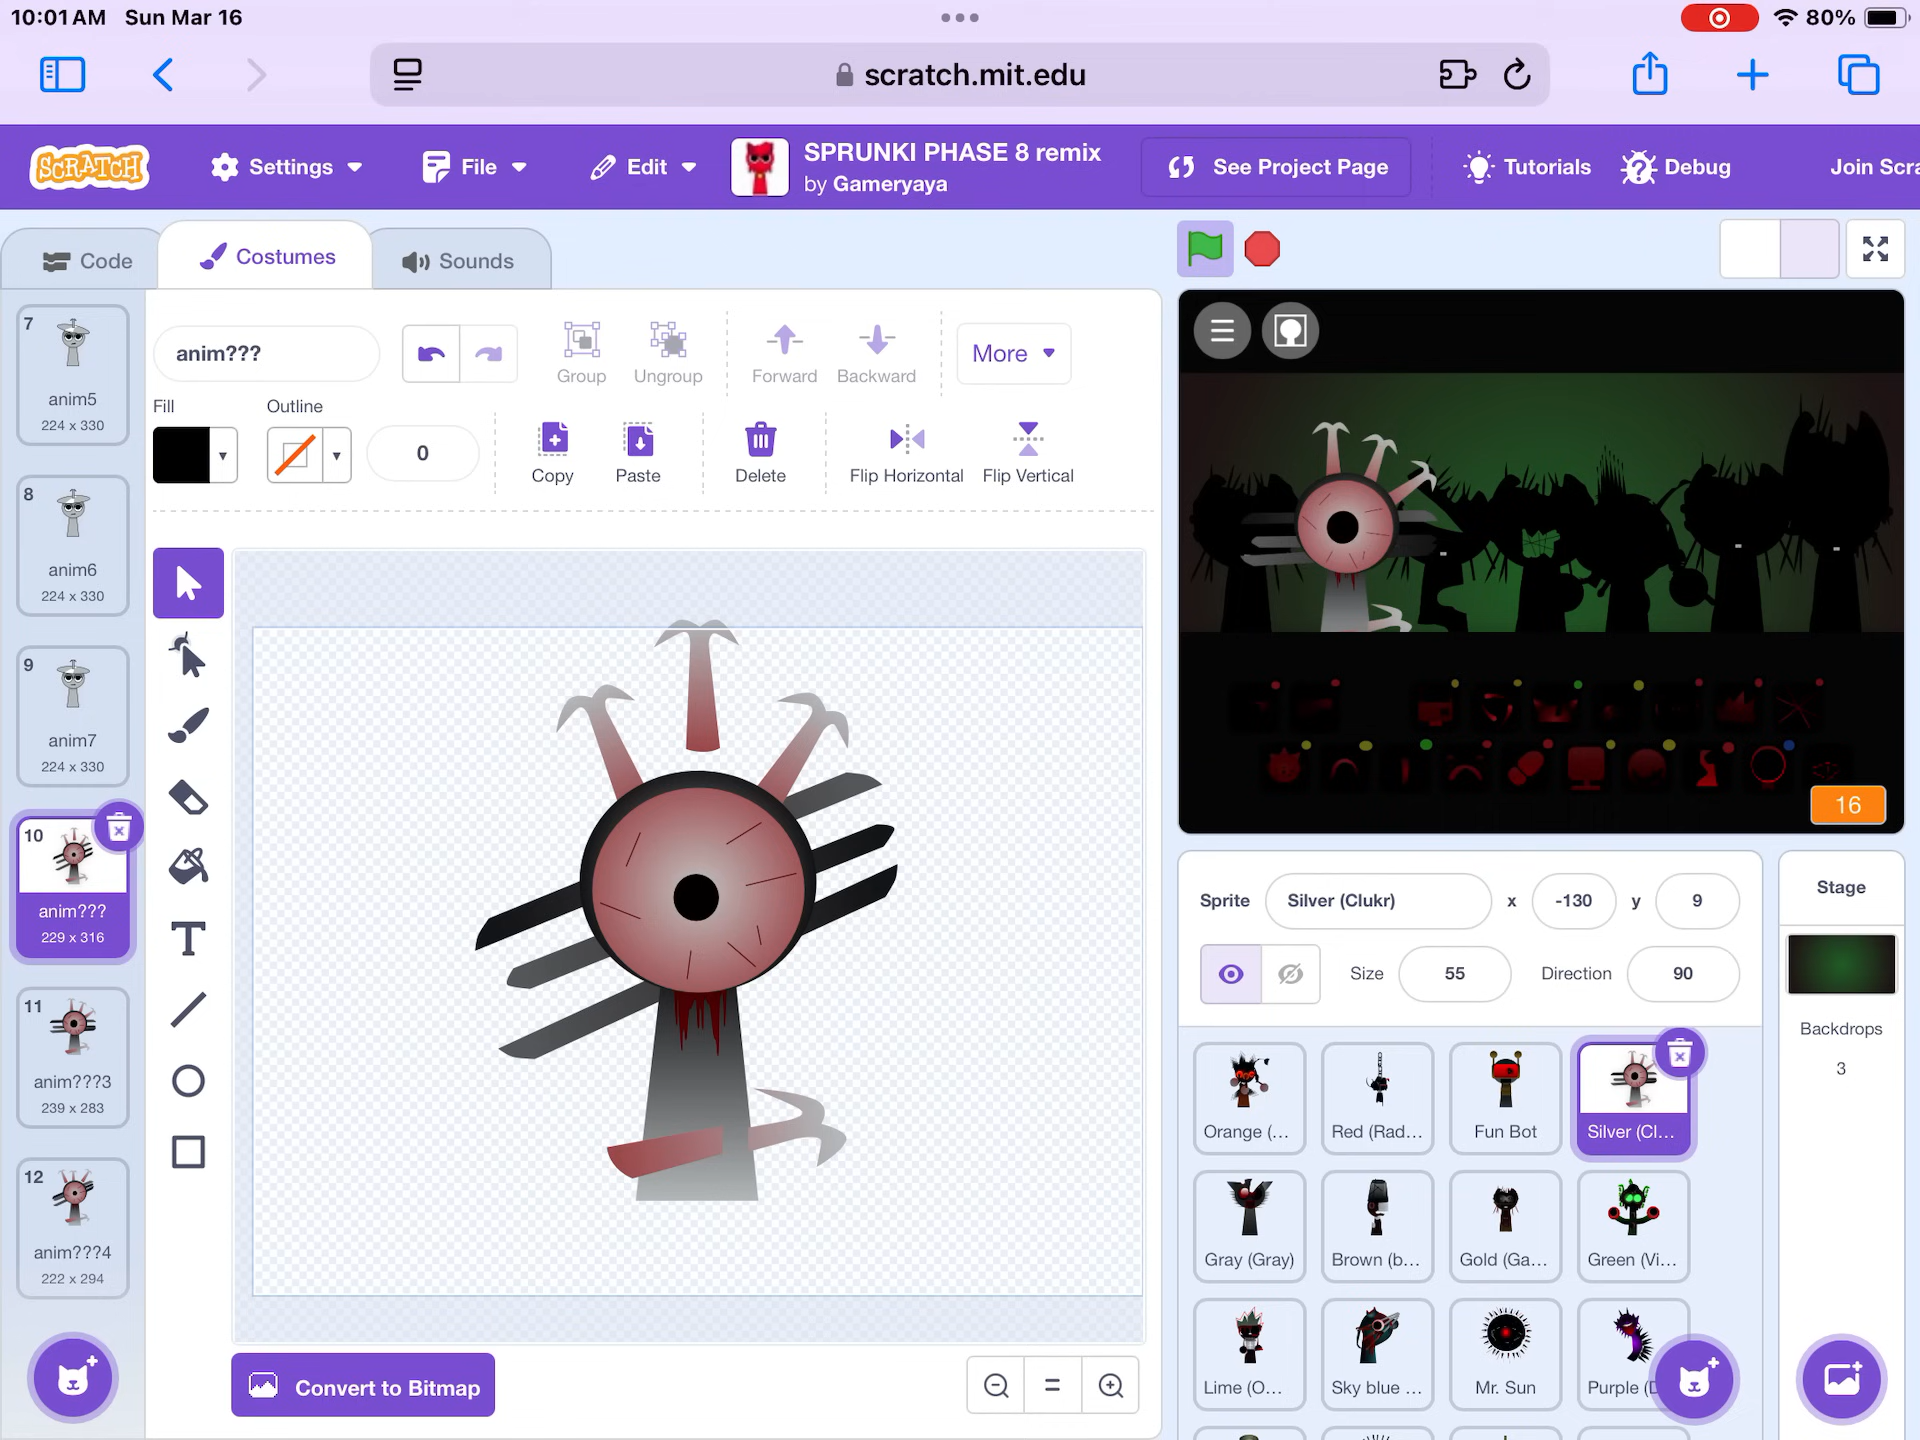 10:01 AM Sun Mar 16
80%
scratch.mit.edu
SCRATCH
Settings
File
Edit
SPRUNKI PHASE 8 remix
by Gameryaya
See Project Page
Tutorials
Debug
Join Scra
Code
Costumes
Sounds
7
anim5
224 x 330
8
anim6
224 x 330
9
anim7
224 x 330
10
anim???
229 x 316
11
anim???3
239 x 283
12
anim???4
222 x 294
anim???
Group
Ungroup
Forward
Backward
More
Fill
Outline
0
Copy
Paste
Delete
Flip Horizontal
Flip Vertical
T
Convert to Bitmap
16
Sprite
Silver (Clukr)
x
-130
y
9
Size
55
Direction
90
Orange (...
Red (Rad...
Fun Bot
Silver (Cl...
Gray (Gray)
Brown (b...
Gold (Ga...
Green (Vi...
Lime (O...
Sky blue ...
Mr. Sun
Purple (D
Stage
Backdrops
3